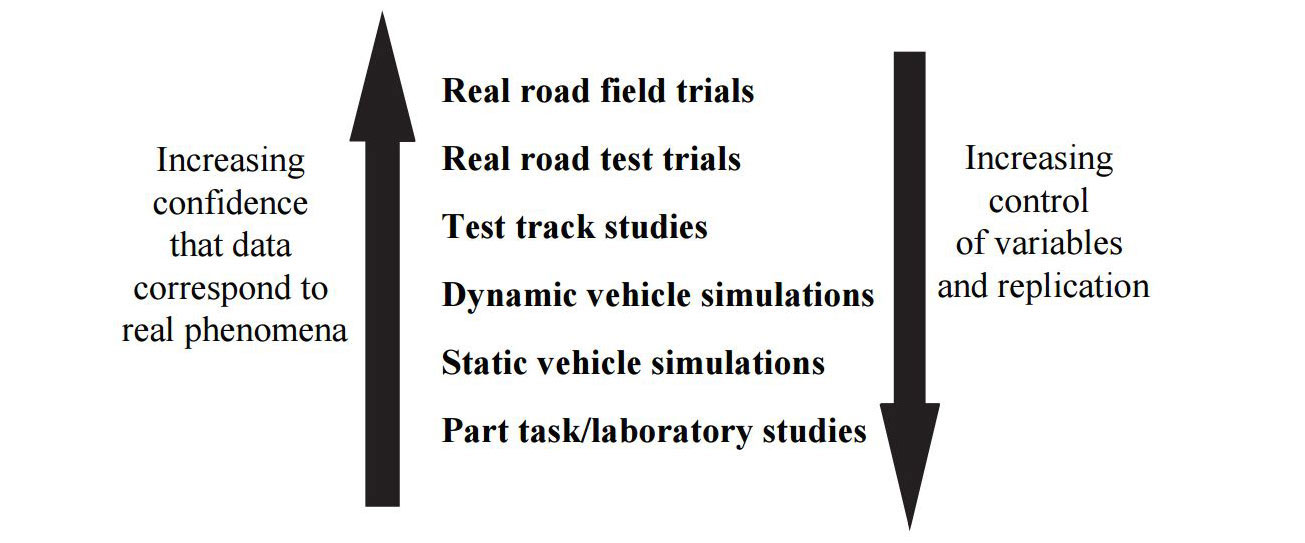 Increasing
confidence
that data
correspond to
real phenomena
Real road field trials
Real road test trials
Test track studies
Dynamic vehicle simulations
Static vehicle simulations
Part task/laboratory studies
Increasing
control
of variables
and replication